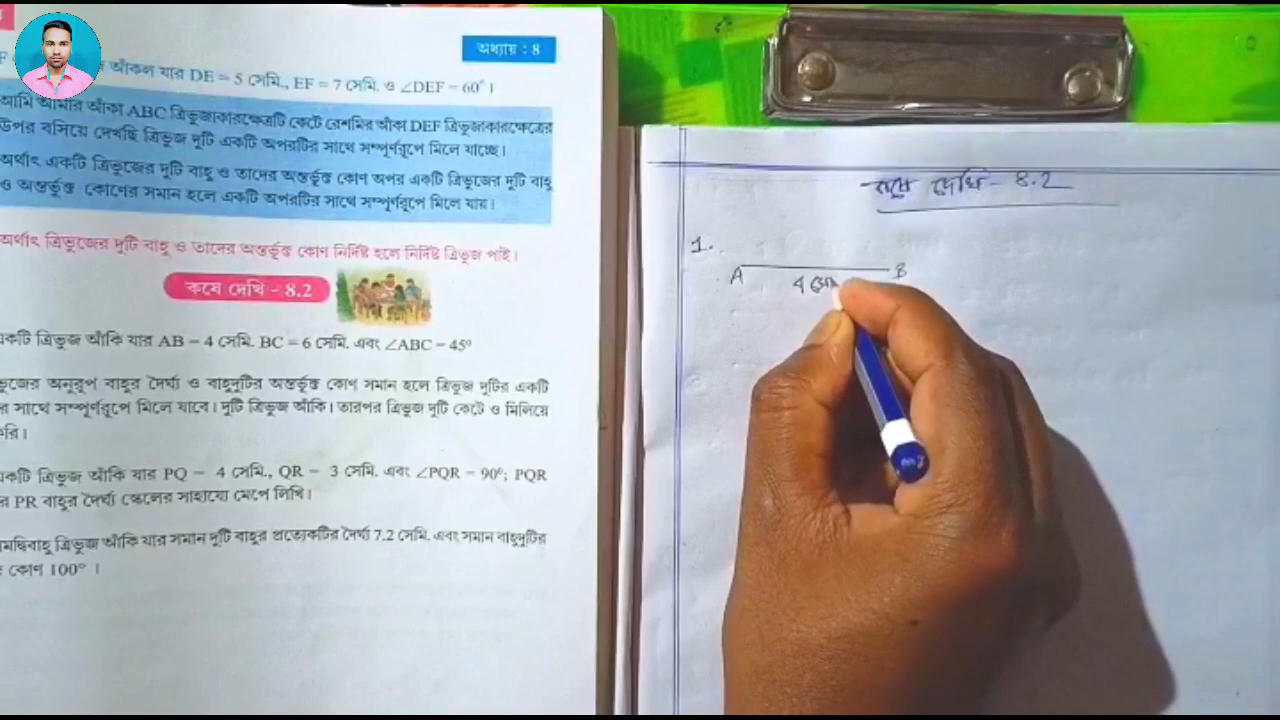 অধ্যায় : 8
আঁকল যার DE = 5 সেমি., EF = 7 সেমি. ও ∠DEF = 60° ।
আমি আমার আঁকা ABC ত্রিভুজাকারক্ষেত্রটি কেটে রেশমির আঁকা DEF ত্রিভুজাকারক্ষেত্রের
উপর বসিয়ে দেখছি ত্রিভুজ দুটি একটি অপরটির সাথে সম্পূর্ণরূপে মিলে যাচ্ছে।
অর্থাৎ একটি ত্রিভুজের দুটি বাহু ও তাদের অন্তর্ভূক্ত কোণ অপর একটি ত্রিভুজের দুটি বাহু
ও অন্তর্ভূক্ত কোণের সমান হলে একটি অপরটির সাথে সম্পূর্ণরূপে মিলে যায়।
অর্থাৎ ত্রিভুজের দুটি বাহু ও তাদের অন্তর্ভূক্ত কোণ নির্দিষ্ট হলে নির্দিষ্ট ত্রিভুজ পাই।
কষে দেখি - 8.2
একটি ত্রিভুজ আঁকি যার AB = 4 সেমি. BC = 6 সেমি. এবং ∠ABC = 45°
অনুরূপ বাহুর দৈর্ঘ্য ও বাহুদুটির অন্তর্ভূক্ত কোণ সমান হলে ত্রিভুজ দুটির একটি
সাথে সম্পূর্ণরূপে মিলে যাবে। দুটি ত্রিভুজ আঁকি। তারপর ত্রিভুজ দুটি কেটে ও মিলিয়ে
করি।
একটি ত্রিভুজ আঁকি যার PQ = 4 সেমি., QR = 3 সেমি. এবং ∠PQR = 90°; PQR
PR বাহুর দৈর্ঘ্য স্কেলের সাহায্যে মেপে লিখি।
ত্রিভুজ আঁকি যার সমান দুটি বাহুর প্রত্যেকটির দৈর্ঘ্য 7.2 সেমি. এবং সমান বাহুদুটির
কোণ 100° ।
কষে দেখি - 8.2
1.
A B
4 সেমি